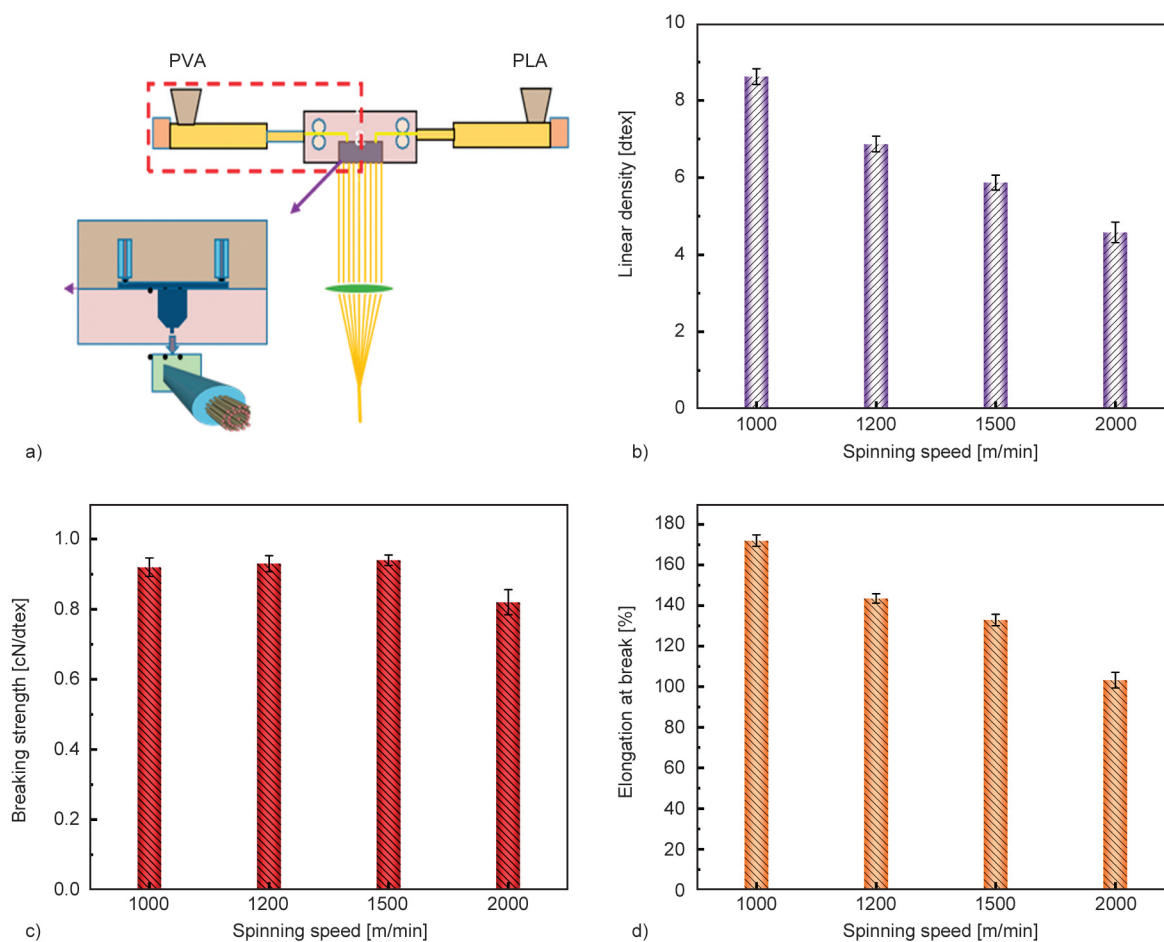 PVA
PLA
a)
10
8
6
4
2
0
Linear density [dtex]
1000 1200 1500 2000
Spinning speed [m/min]
b)
1.0
0.8
0.6
0.4
0.2
0.0
Breaking strength [cN/dtex]
1000 1200 1500 2000
Spinning speed [m/min]
c)
180
160
140
120
100
80
60
40
20
0
Elongation at break [%]
1000 1200 1500 2000
Spinning speed [m/min]
d)